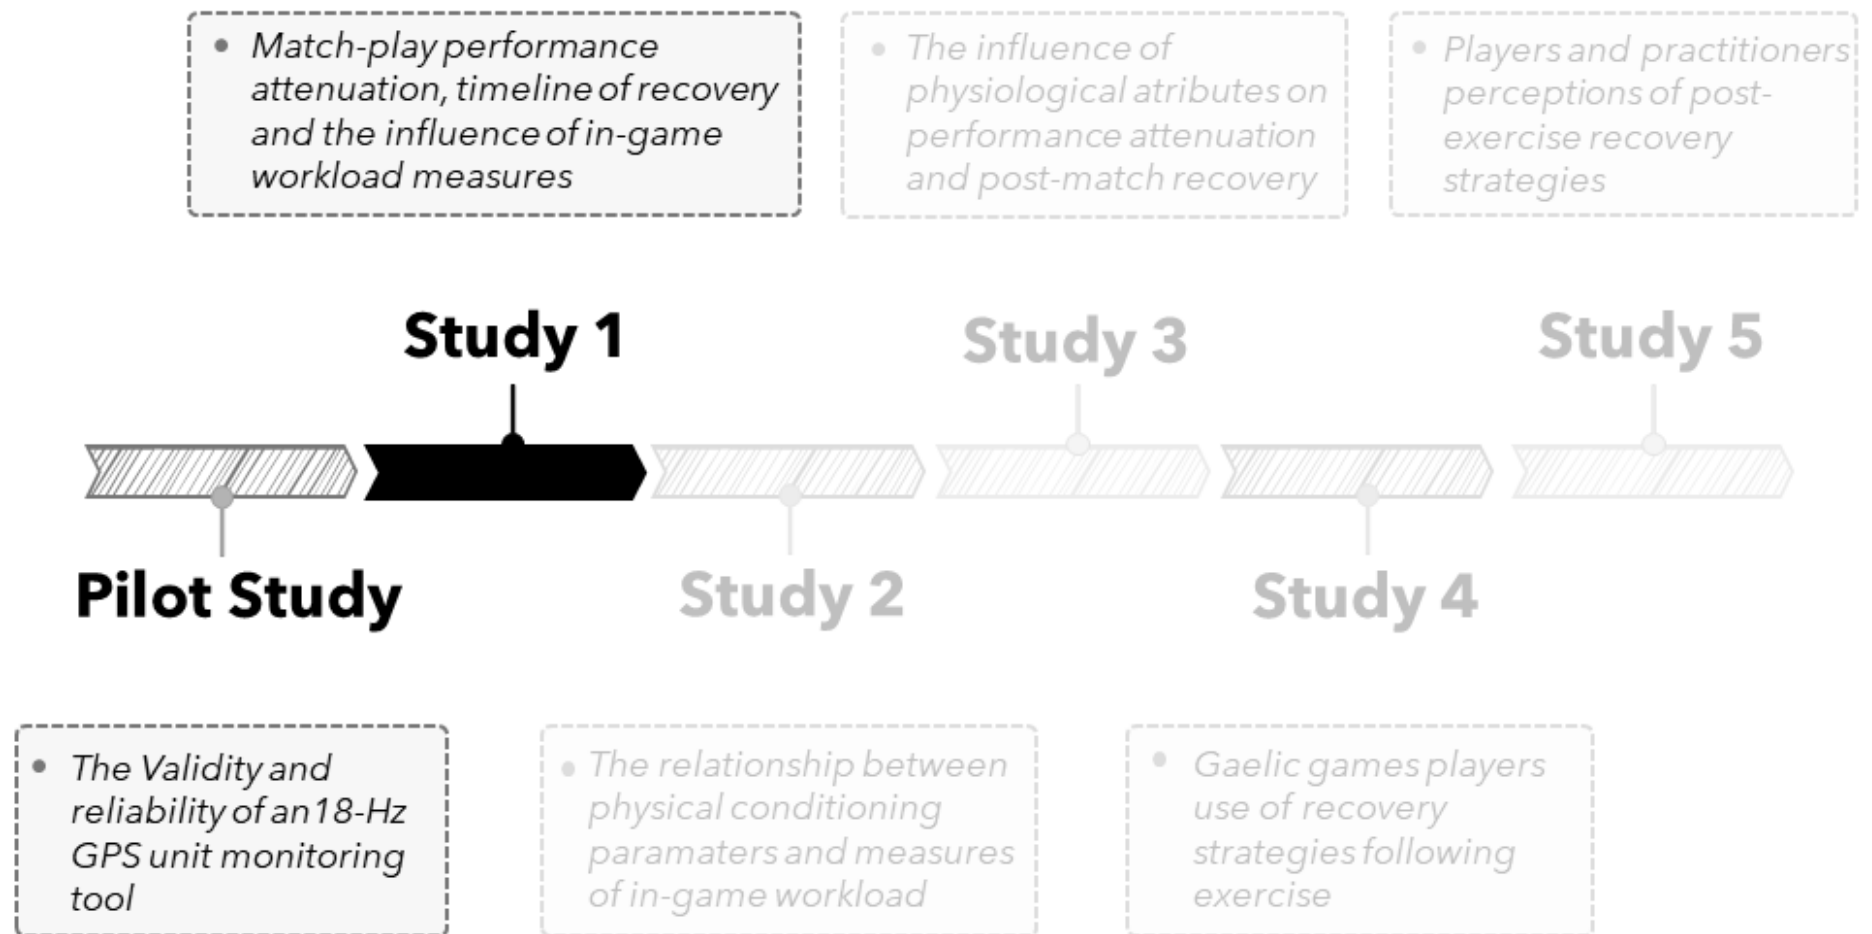 Match-play performance
attenuation, timeline of recovery
and the influence of in-game
workload measures
The influence of
physiological atributes on
performance attenuation
and post-match recovery
Players and practitioners
perceptions of post-
exercise recovery
strategies
Study 1
Study 3
Study 5
Pilot Study
Study 2
Study 4
The Validity and
reliability of an 18-Hz
GPS unit monitoring
tool
The relationship between
physical conditioning
paramaters and measures
of in-game workload
Gaelic games players
use of recovery
strategies following
exercise